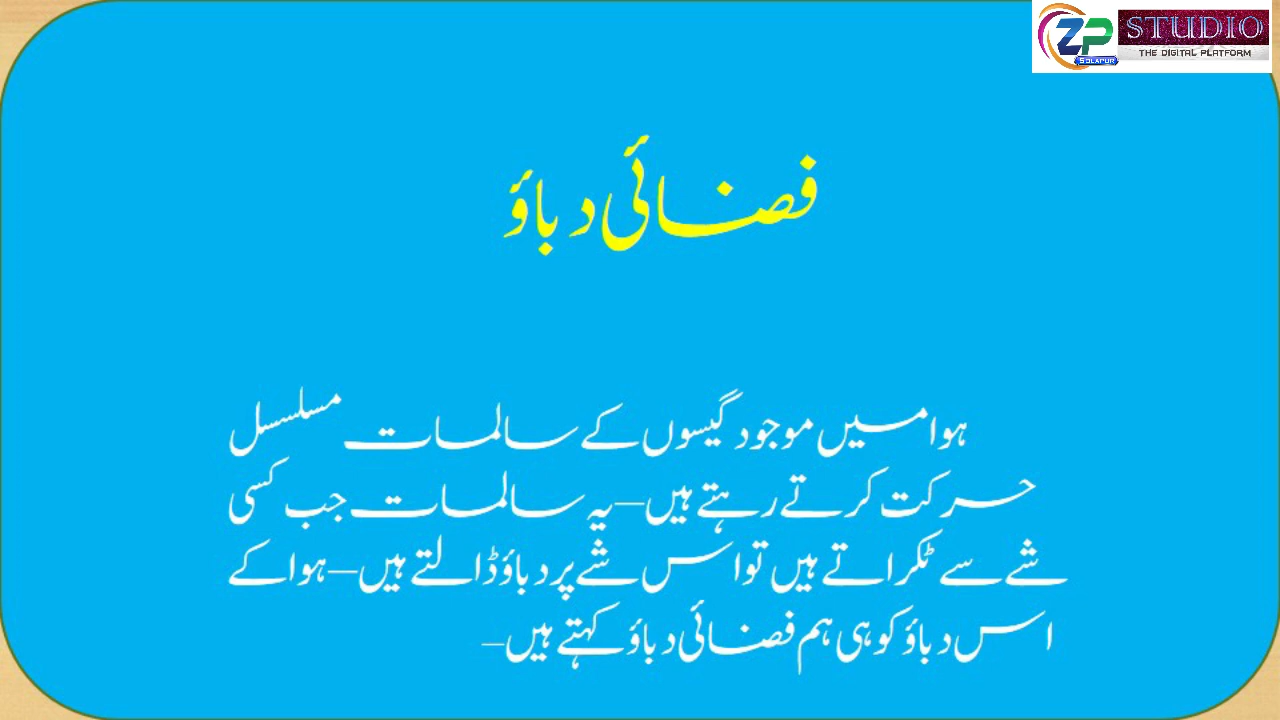 ZP STUDIO
SOLAPUR THE DIGITAL PLATFORM
فضائی دباؤ
ہوا میں موجود گیسوں کے سالمات مسلسل
حرکت کرتے رہتے ہیں–یہ سالمات جب کسی
شے سے ٹکراتے ہیں تو اس شے پر دباؤ ڈالتے ہیں–ہوا کے
اس دباؤ کو ہی ہم فضائی دباؤ کہتے ہیں–